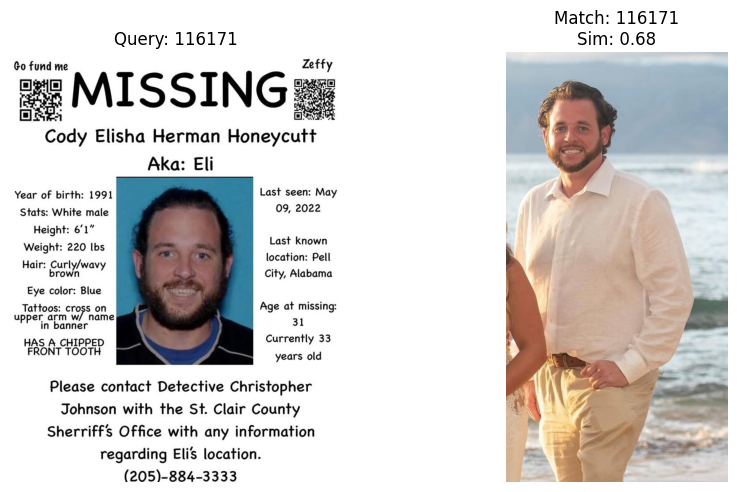 Query: 116171
Match: 116171
Sim: 0.68
Go fund me
Zeffy
MISSING
Cody Elisha Herman Honeycutt
Aka: Eli
Year of birth: 1991
Stats: White male
Height: 6'1"
Weight: 220 lbs
Hair: Curly/wavy
brown
Eye color: Blue
Tattoos: cross on
upper arm w/ name
in banner
HAS A CHIPPED
FRONT TOOTH
Last seen: May
09, 2022
Last known
location: Pell
City, Alabama
Age at missing:
31
Currently 33
years old
Please contact Detective Christopher
Johnson with the St. Clair County
Sherriff's Office with any information
regarding Eli's location.
(205)-884-3333